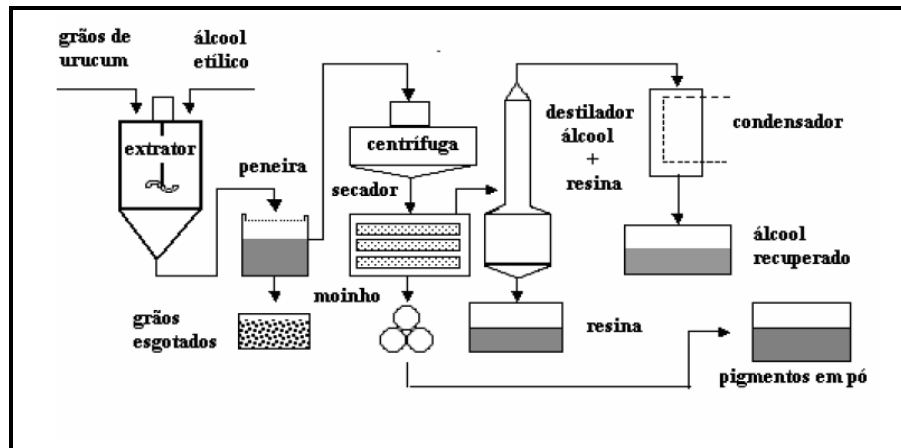 grãos de
urucum
álcool
etílico
extrator
peneira
grãos
esgotados
centrífuga
secador
moinho
destilador
álcool
+
resina
condensador
álcool
recuperado
resina
pigmentos em pó